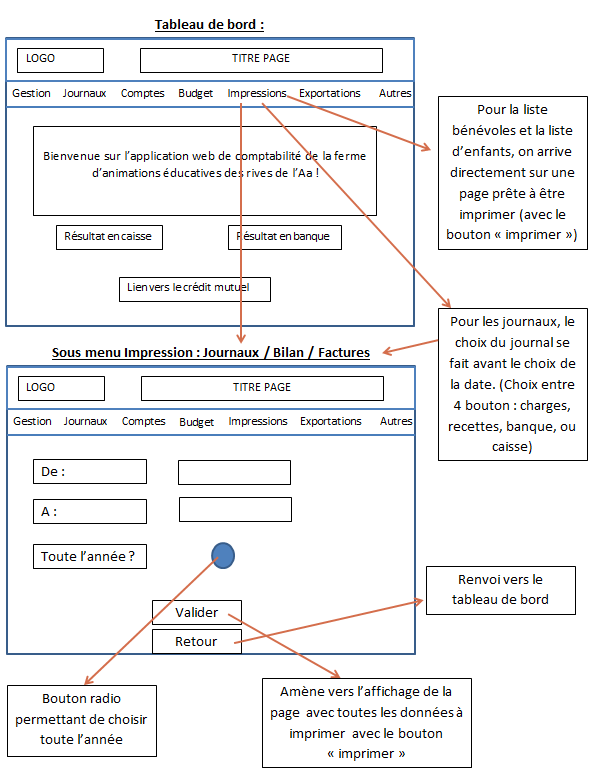 Tableau de bord :
LOGO
TITRE PAGE
Gestion Journaux Comptes Budget Impressions Exportations Autres
Bienvenue sur l'application web de comptabilité de la ferme
d'animations éducatives des rives de l'Aa !
Résultat en caisse
Résultat en banque
Lien vers le crédit mutuel
Pour la liste
bénévoles et la liste
d'enfants, on arrive
directement sur une
page prête à être
imprimer (avec le
bouton « imprimer »)
Pour les journaux, le
choix du journal se
fait avant le choix de
la date. (Choix entre
4 bouton : charges,
recettes, banque, ou
caisse)
Sous menu Impression : Journaux / Bilan / Factures
LOGO
TITRE PAGE
Gestion Journaux Comptes Budget Impressions Exportations Autres
De :
A :
Toute l'année ?
Valider
Retour
Renvoi vers le
tableau de bord
Bouton radio
permettant de choisir
toute l'année
Amène vers l'affichage de la
page avec toutes les données à
imprimer avec le bouton
« imprimer »